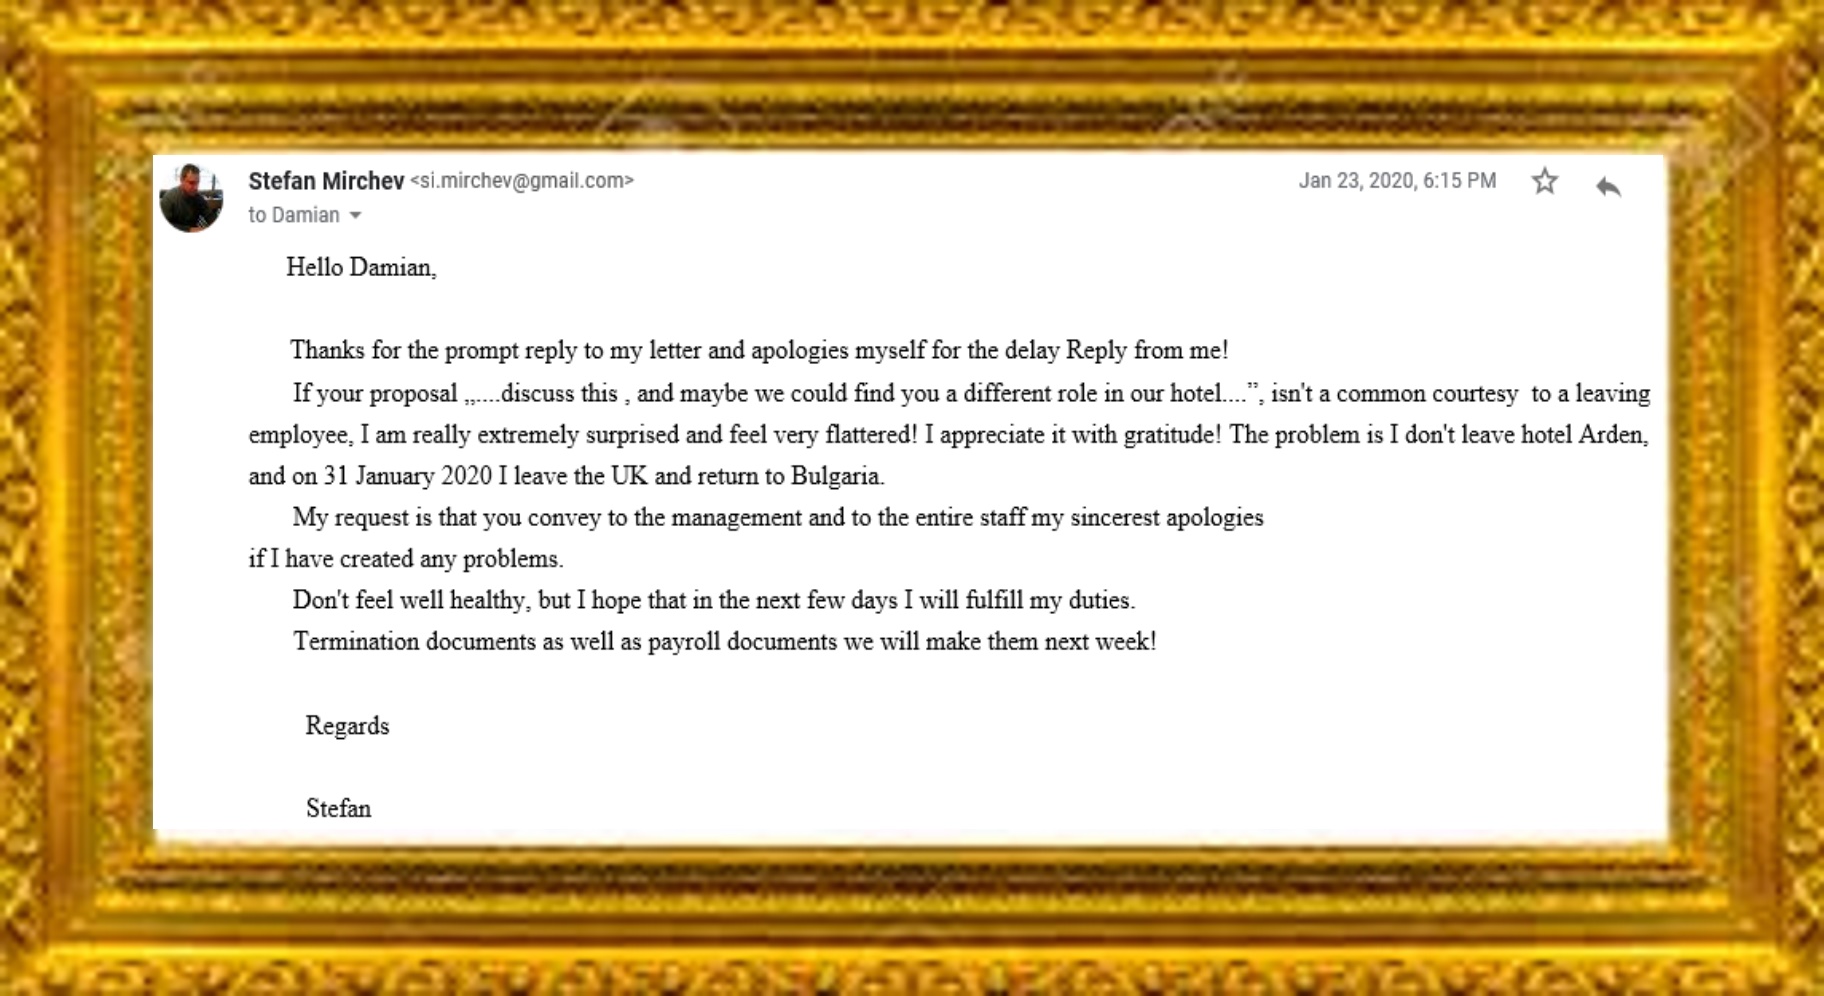 Stefan Mirchev <si.mirchev@gmail.com> Jan 23, 2020, 6:15 PM
to Damian
Hello Damian,
Thanks for the prompt reply to my letter and apologies myself for the delay Reply from me!
If your proposal „....discuss this , and maybe we could find you a different role in our hotel....”, isn't a common courtesy  to a leaving
employee, I am really extremely surprised and feel very flattered! I appreciate it with gratitude! The problem is I don't leave hotel Arden,
and on 31 January 2020 I leave the UK and return to Bulgaria.
My request is that you convey to the management and to the entire staff my sincerest apologies
if I have created any problems.
Don't feel well healthy, but I hope that in the next few days I will fulfill my duties.
Termination documents as well as payroll documents we will make them next week!
Regards
Stefan